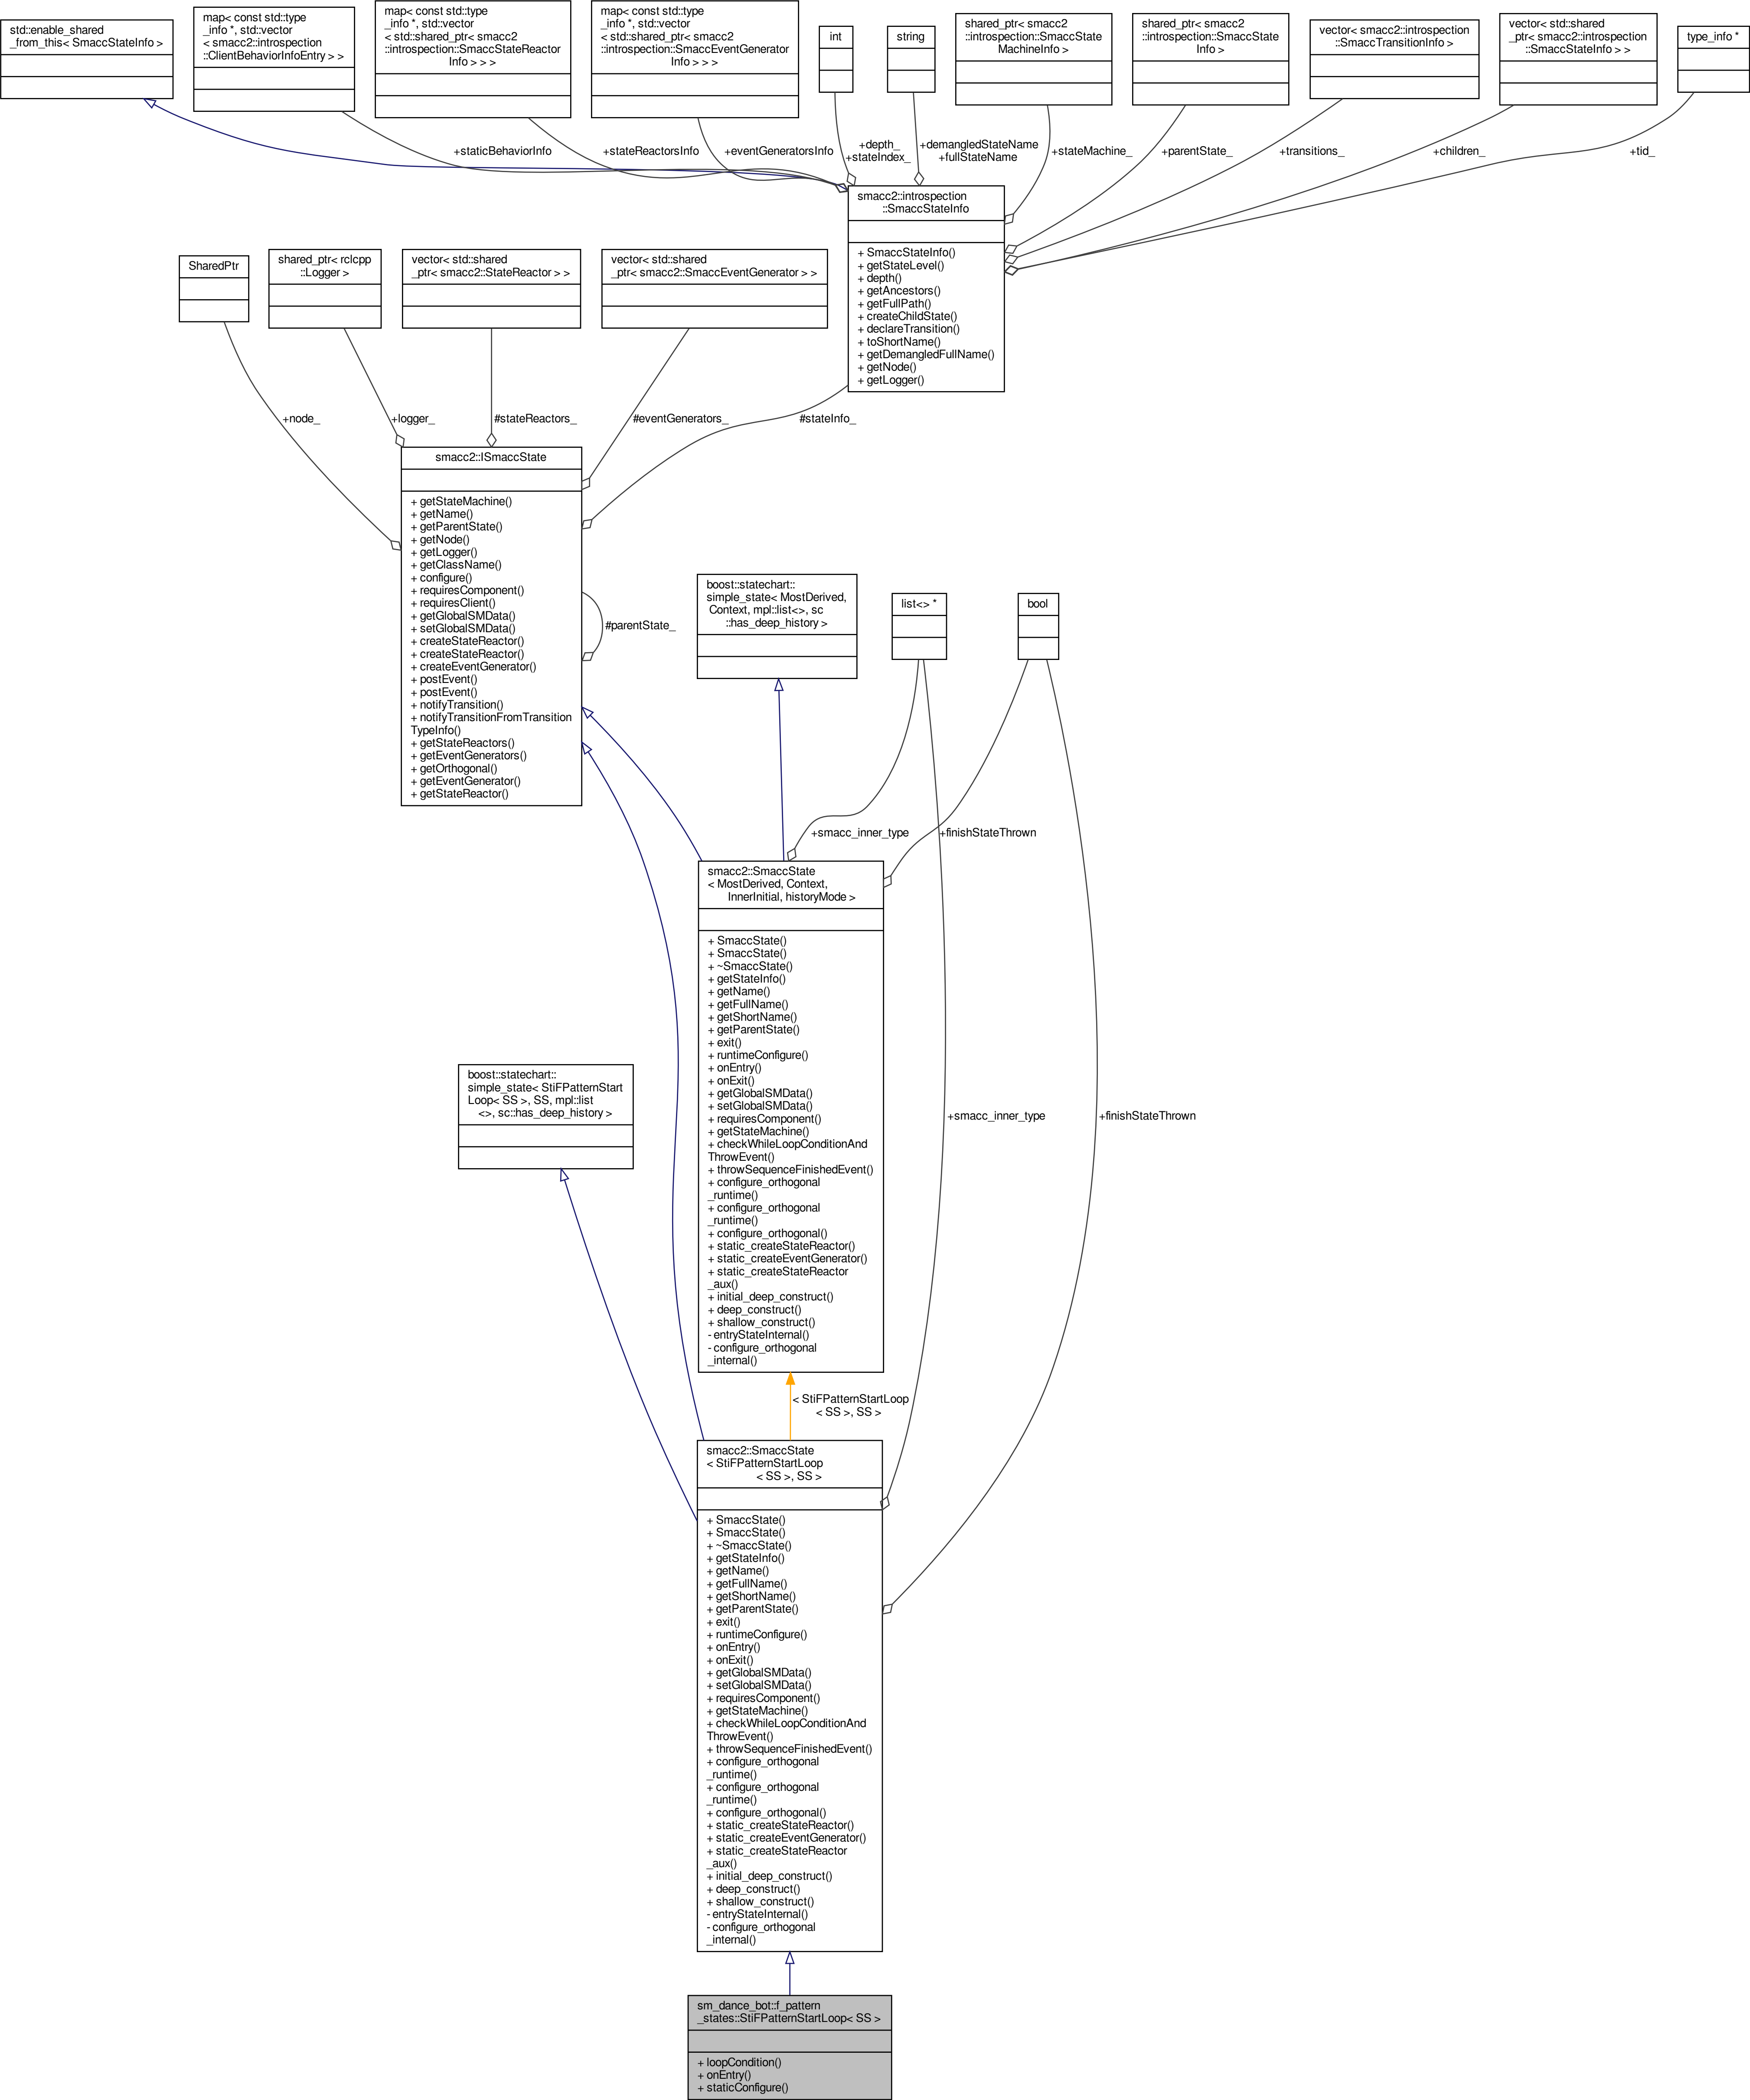 std::enable_shared
_from_this< SmaccStateInfo >
map< const std::type
_info *, std::vector
< smacc2::introspection
::ClientBehaviorInfoEntry > >
map< const std::type
_info *, std::vector
< std::shared_ptr< smacc2
::introspection::SmaccStateReactor
Info > > >
map< const std::type
_info *, std::vector
< std::shared_ptr< smacc2
::introspection::SmaccEventGenerator
Info > > >
int
string
shared_ptr< smacc2
::introspection::SmaccState
MachineInfo >
shared_ptr< smacc2
::introspection::SmaccState
Info >
vector< smacc2::introspection
::SmaccTransitionInfo >
vector< std::shared
_ptr< smacc2::introspection
::SmaccStateInfo > >
type_info *
+staticBehaviorInfo
+stateReactorsInfo
+eventGeneratorsInfo
+depth_
+stateIndex_
+demangledStateName
+fullStateName
+stateMachine_
+parentState_
+transitions_
+children_
+tid_
smacc2::introspection
::SmaccStateInfo
+ SmaccStateInfo()
+ getStateLevel()
+ depth()
+ getAncestors()
+ getFullPath()
+ createChildState()
+ declareTransition()
+ toShortName()
+ getDemangledFullName()
+ getNode()
+ getLogger()
SharedPtr
shared_ptr< rclcpp
::Logger >
vector< std::shared
_ptr< smacc2::StateReactor > >
vector< std::shared
_ptr< smacc2::SmaccEventGenerator > >
+node_
+logger_
#stateReactors_
#eventGenerators_
#stateInfo_
smacc2::ISmaccState
+ getStateMachine()
+ getName()
+ getParentState()
+ getNode()
+ getLogger()
+ getClassName()
+ configure()
+ requiresComponent()
+ requiresClient()
+ getGlobalSMData()
+ setGlobalSMData()
+ createStateReactor()
+ createStateReactor()
+ createEventGenerator()
+ postEvent()
+ postEvent()
+ notifyTransition()
+ notifyTransitionFromTransition
TypeInfo()
+ getStateReactors()
+ getEventGenerators()
+ getOrthogonal()
+ getEventGenerator()
+ getStateReactor()
#parentState_
boost::statechart::
simple_state< MostDerived,
Context, mpl::list<>, sc
::has_deep_history >
list<> *
bool
+smacc_inner_type
+finishStateThrown
smacc2::SmaccState
< MostDerived, Context,
InnerInitial, historyMode >
+ SmaccState()
+ SmaccState()
+ ~SmaccState()
+ getStateInfo()
+ getName()
+ getFullName()
+ getShortName()
+ getParentState()
+ exit()
+ runtimeConfigure()
+ onEntry()
+ onExit()
+ getGlobalSMData()
+ setGlobalSMData()
+ requiresComponent()
+ getStateMachine()
+ checkWhileLoopConditionAnd
ThrowEvent()
+ throwSequenceFinishedEvent()
+ configure_orthogonal
_runtime()
+ configure_orthogonal
_runtime()
+ configure_orthogonal()
+ static_createStateReactor()
+ static_createEventGenerator()
+ static_createStateReactor
_aux()
+ initial_deep_construct()
+ deep_construct()
+ shallow_construct()
- entryStateInternal()
- configure_orthogonal
_internal()
boost::statechart::
simple_state< StiFPatternStart
Loop< SS >, SS, mpl::list
<>, sc::has_deep_history >
+smacc_inner_type
+finishStateThrown
< StiFPatternStartLoop
< SS >, SS >
smacc2::SmaccState
< StiFPatternStartLoop
< SS >, SS >
+ SmaccState()
+ SmaccState()
+ ~SmaccState()
+ getStateInfo()
+ getName()
+ getFullName()
+ getShortName()
+ getParentState()
+ exit()
+ runtimeConfigure()
+ onEntry()
+ onExit()
+ getGlobalSMData()
+ setGlobalSMData()
+ requiresComponent()
+ getStateMachine()
+ checkWhileLoopConditionAnd
ThrowEvent()
+ throwSequenceFinishedEvent()
+ configure_orthogonal
_runtime()
+ configure_orthogonal
_runtime()
+ configure_orthogonal()
+ static_createStateReactor()
+ static_createEventGenerator()
+ static_createStateReactor
_aux()
+ initial_deep_construct()
+ deep_construct()
+ shallow_construct()
- entryStateInternal()
- configure_orthogonal
_internal()
sm_dance_bot::f_pattern
_states::StiFPatternStartLoop< SS >
+ loopCondition()
+ onEntry()
+ staticConfigure()